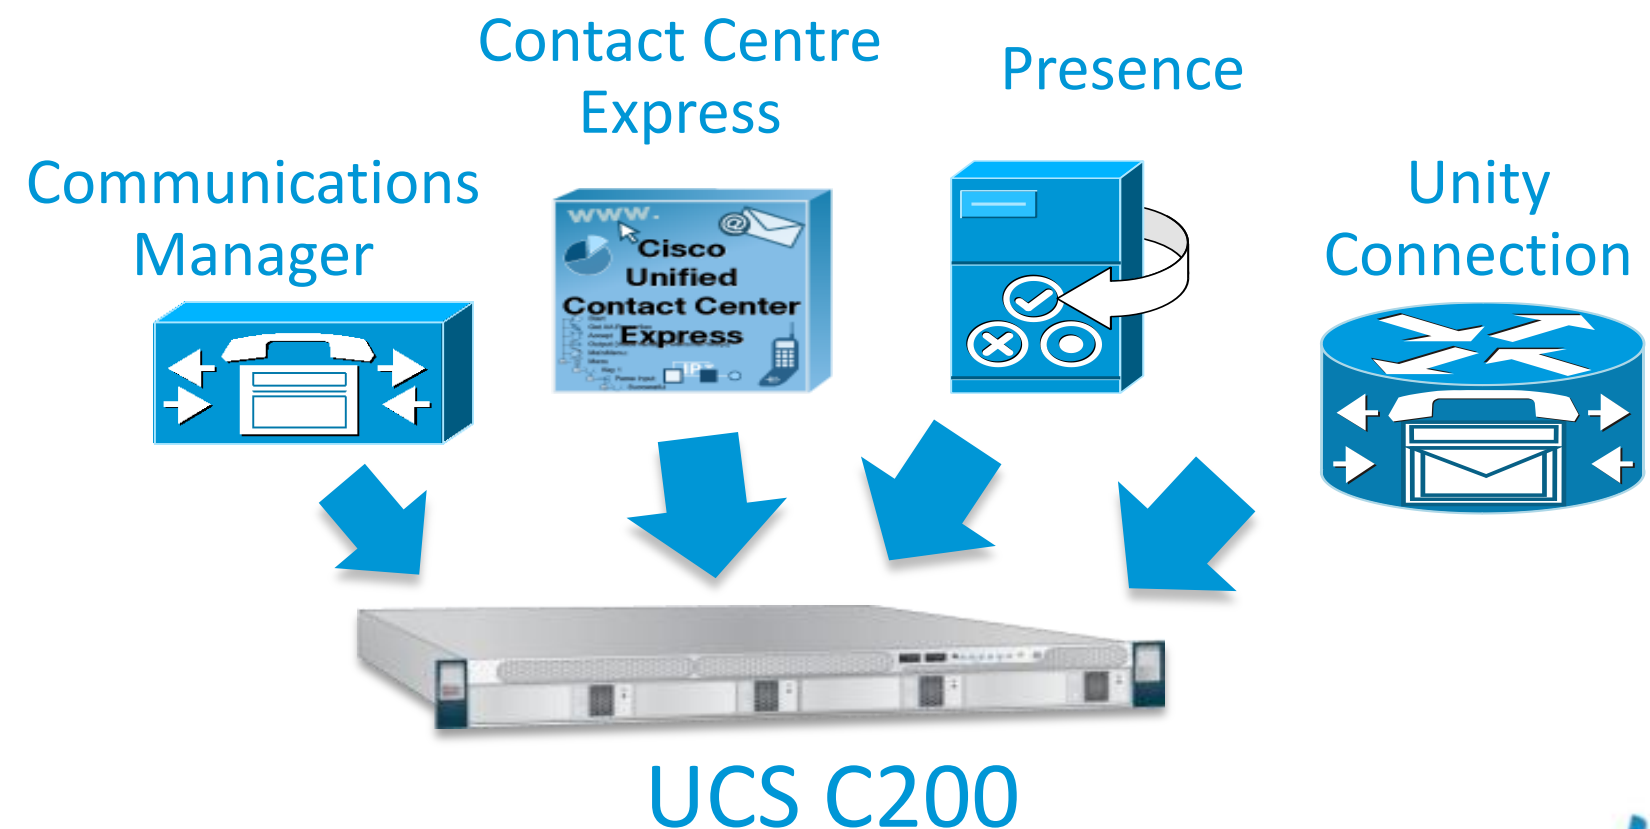 Contact Centre
Express
Presence
Communications
Manager
Unity
Connection
www.
@
Cisco
Unified
Contact Center
Express
UCS C200